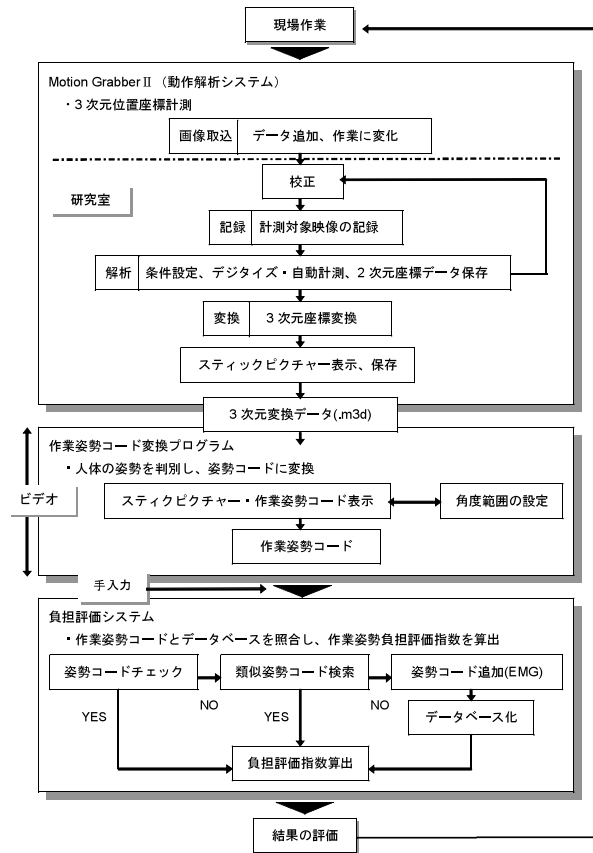 現場作業
Motion GrabberⅡ（動作解析システム）
・3次元位置座標計測
画像取込 データ追加、作業に変化
校正
研究室
記録 計測対象映像の記録
解析 条件設定、デジタイズ・自動計測、2次元座標データ保存
変換 3次元座標変換
スティックピクチャー表示、保存
3次元変換データ(.m3d)
作業姿勢コード変換プログラム
・人体の姿勢を判別し、姿勢コードに変換
ビデオ
スティクピクチャー・作業姿勢コード表示
角度範囲の設定
作業姿勢コード
手入力
負担評価システム
・作業姿勢コードとデータベースを照合し、作業姿勢負担評価指数を算出
姿勢コードチェック
類似姿勢コード検索
姿勢コード追加(EMG)
NO
NO
YES
YES
データベース化
負担評価指数算出
結果の評価